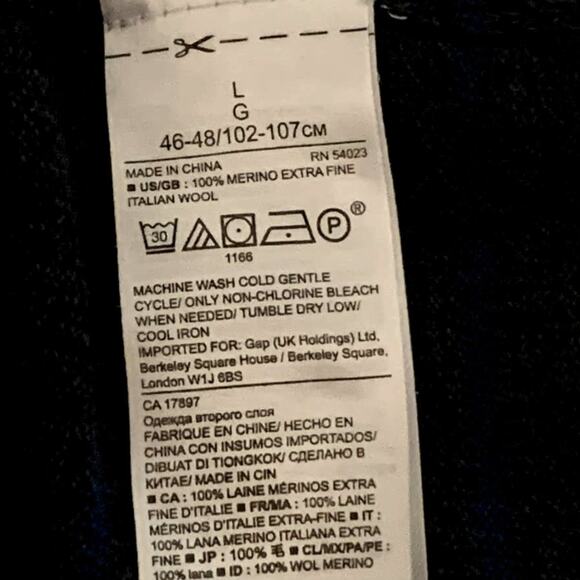 L
G
46-48/102-107CM
MADE IN CHINA RN 54023
■ US/GB : 100% MERINO EXTRA FINE
ITALIAN WOOL
30 P ®
1166
MACHINE WASH COLD GENTLE
CYCLE/ ONLY NON-CHLORINE BLEACH
WHEN NEEDED/ TUMBLE DRY LOW/
COOL IRON
IMPORTED FOR: Gap (UK Holdings) Ltd,
Berkeley Square House / Berkeley Square,
London W1J 6BS
CA 17897
Одежда второго слоя
FABRIQUE EN CHINE/ HECHO EN
CHINA CON INSUMOS IMPORTADOS/
DIBUAT DI TIONGKOK/ СДЕЛАНО В
КИТАЕ/ MADE IN CIN
■ CA : 100% LAINE MÉRINOS EXTRA
FINE D'ITALIE ■ FR/MA : 100% LAINE
MÉRINOS D'ITALIE EXTRA-FINE ■ IT :
100% LANA MERINO ITALIANA EXTRA
FINE ■ JP : 100% 毛 ■ CL/MX/PA/PE :
100% lana ■ ID : 100% WOL MERINO